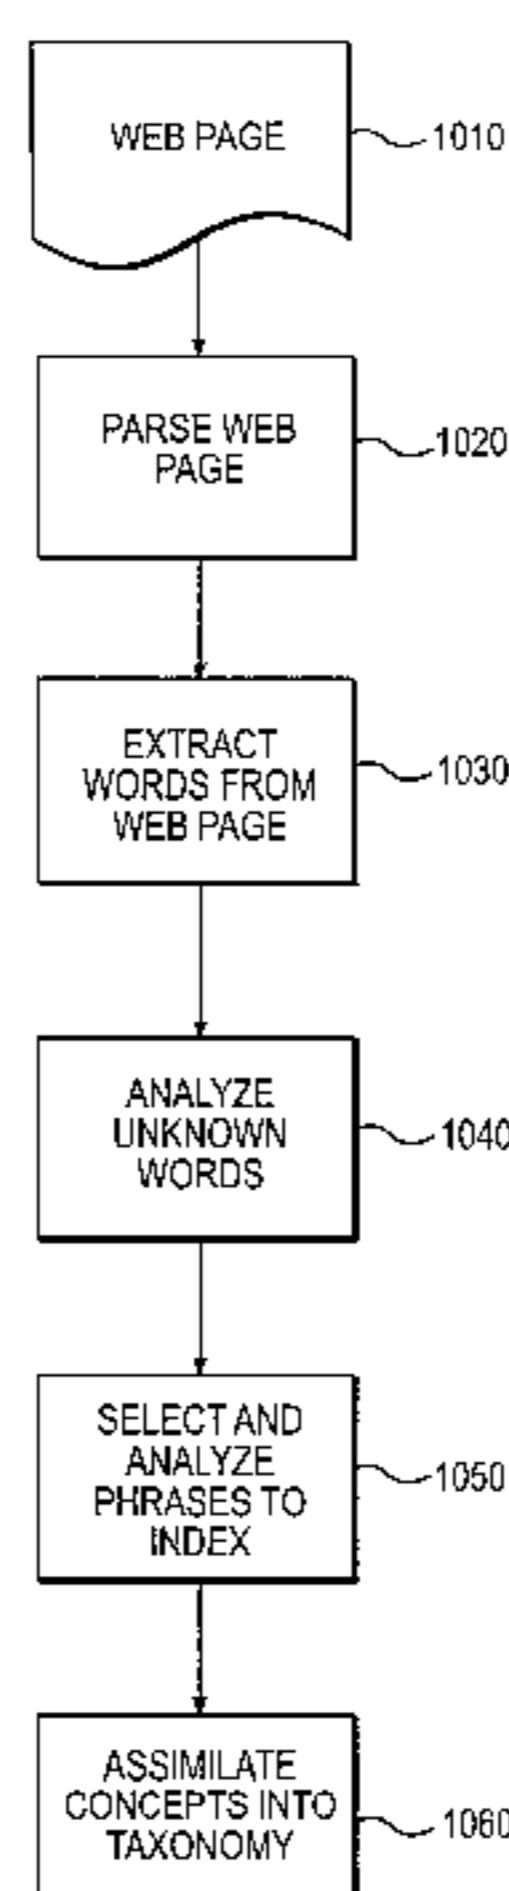 WEB PAGE
1010
PARSE WEB
PAGE
1020
EXTRACT
WORDS FROM
WEB PAGE
1030
ANALYZE
UNKNOWN
WORDS
1040
SELECT AND
ANALYZE
PHRASES TO
INDEX
1050
ASSIMILATE
CONCEPTS INTO
TAXONOMY
1060